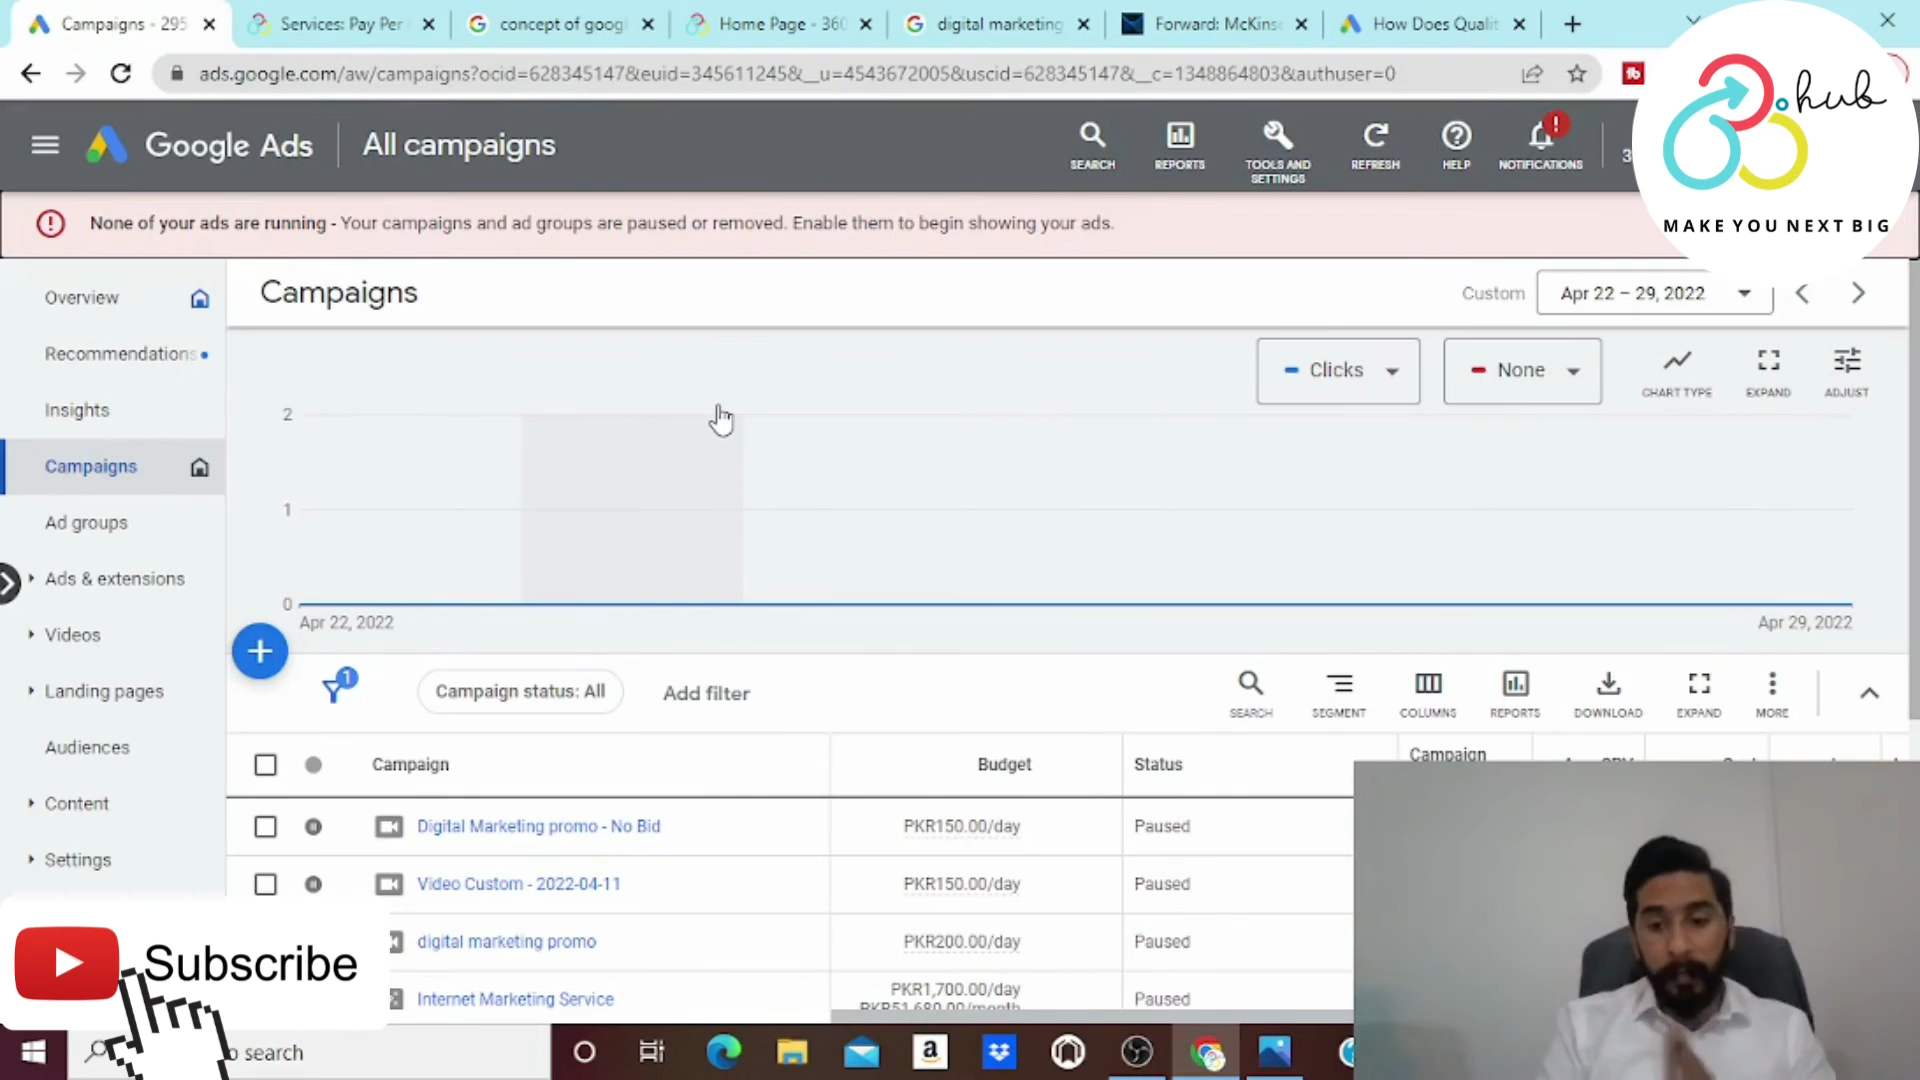 Campaigns - 295
Services: Pay Per
concept of goog
Home Page - 360
digital marketing
Forward: McKins
How Does Qualit
ads.google.com/aw/campaigns?ocid=628345147&euid=345611245&__u=4543672005&uscid=628345147&__c=1348864803&authuser=0
.hub
MAKE YOU NEXT BIG
Google Ads
All campaigns
SEARCH
REPORTS
TOOLS AND
SETTINGS
REFRESH
HELP
NOTIFICATIONS
None of your ads are running - Your campaigns and ad groups are paused or removed. Enable them to begin showing your ads.
Overview
Recommendations
Insights
Campaigns
Ad groups
Ads & extensions
Videos
Landing pages
Audiences
Content
Settings
Campaigns
Custom
Apr 22 – 29, 2022
Clicks
None
CHART TYPE
EXPAND
ADJUST
2
1
0
Apr 22, 2022
Apr 29, 2022
1
Campaign status: All
Add filter
SEARCH
SEGMENT
COLUMNS
REPORTS
DOWNLOAD
EXPAND
MORE
Campaign
Budget
Status
Campaign
Digital Marketing promo - No Bid
PKR150.00/day
Paused
Video Custom - 2022-04-11
PKR150.00/day
Paused
digital marketing promo
PKR200.00/day
Paused
Internet Marketing Service
PKR1,700.00/day
PKR51,680.00/month
Paused
Subscribe
o search